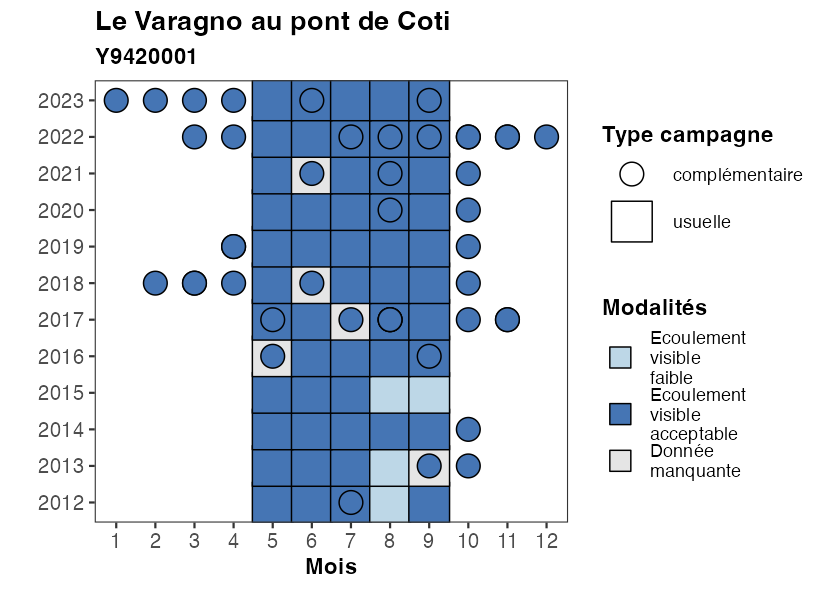 Le Varagno au pont de Coti
Y9420001
2023
2022
2021
2020
2019
2018
2017
2016
2015
2014
2013
2012
1 2 3 4 5 6 7 8 9 10 11 12
Mois
Type campagne
complémentaire
usuelle
Modalités
Ecoulement
visible
faible
Ecoulement
visible
acceptable
Donnée
manquante